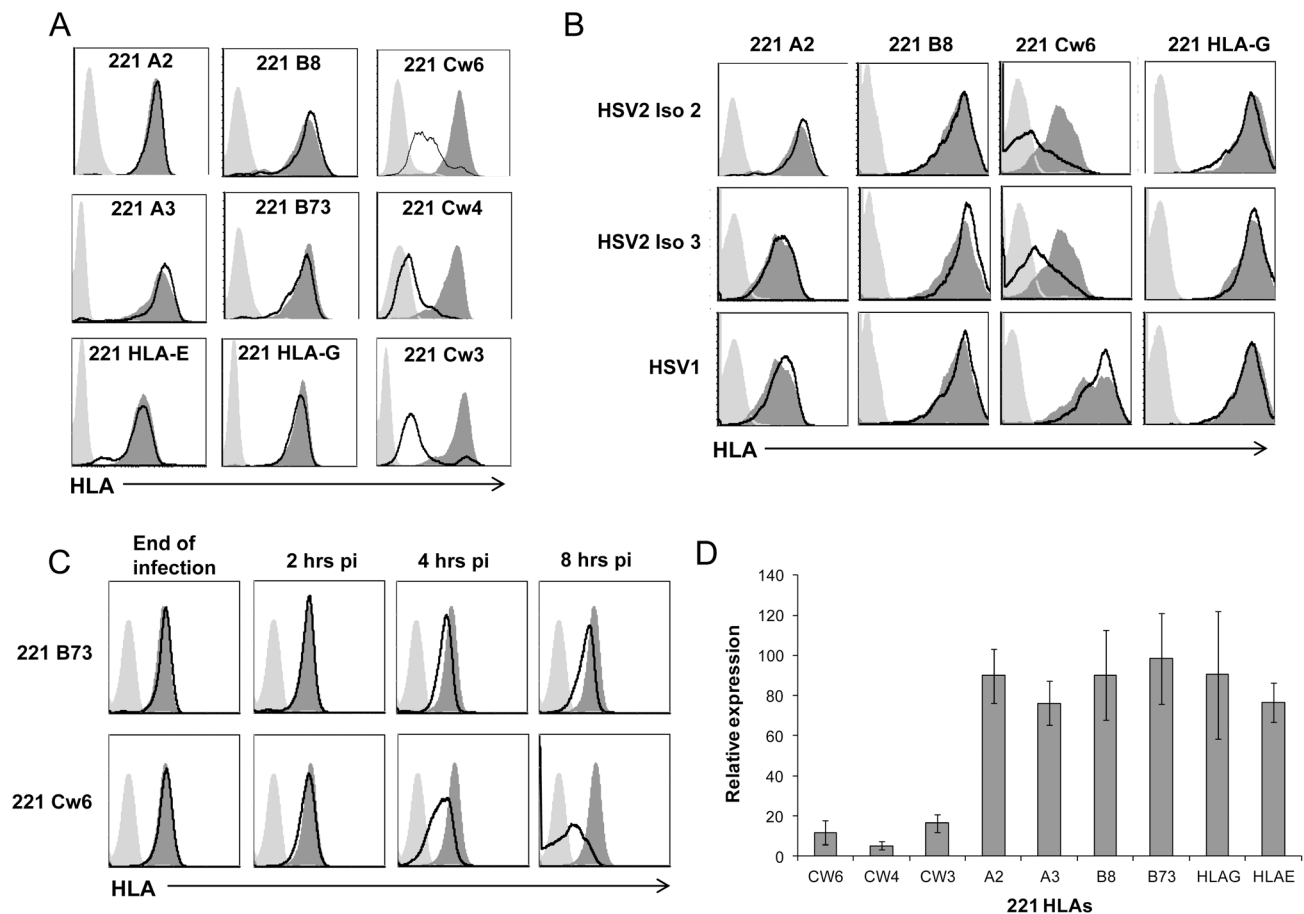 A
221 A2
221 B8
221 Cw6
221 A3
221 B73
221 Cw4
221 HLA-E
221 HLA-G
221 Cw3
HLA
B
221 A2
221 B8
221 Cw6
221 HLA-G
HSV2 Iso 2
HSV2 Iso 3
HSV1
HLA
C
End of
infection
2 hrs pi
4 hrs pi
8 hrs pi
221 B73
221 Cw6
HLA
D
Relative expression
140
120
100
80
60
40
20
0
CW6
CW4
CW3
A2
A3
B8
B73
HLAG
HLAE
221 HLAs